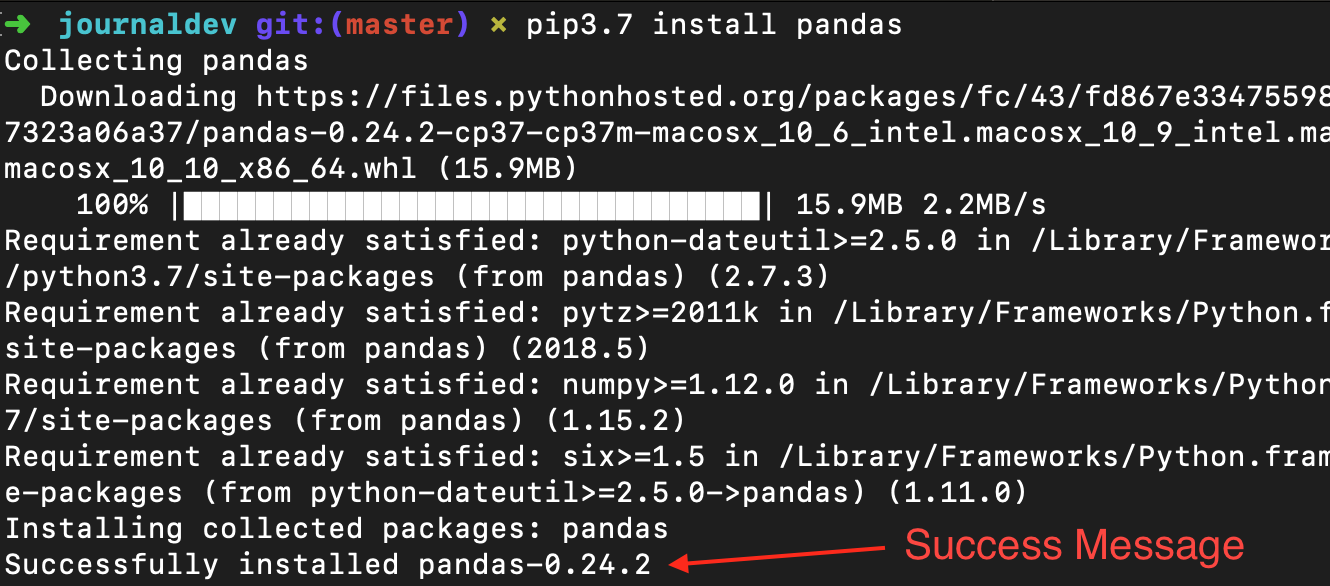 ➜ journaldev git:(master) ✗ pip3.7 install pandas
Collecting pandas
  Downloading https://files.pythonhosted.org/packages/fc/43/fd867e33475598
7323a06a37/pandas-0.24.2-cp37-cp37m-macosx_10_6_intel.macosx_10_9_intel.ma
macosx_10_10_x86_64.whl (15.9MB)
    100% |████████████████████████████████| 15.9MB 2.2MB/s
Requirement already satisfied: python-dateutil>=2.5.0 in /Library/Framewor
/python3.7/site-packages (from pandas) (2.7.3)
Requirement already satisfied: pytz>=2011k in /Library/Frameworks/Python.f
site-packages (from pandas) (2018.5)
Requirement already satisfied: numpy>=1.12.0 in /Library/Frameworks/Python
7/site-packages (from pandas) (1.15.2)
Requirement already satisfied: six>=1.5 in /Library/Frameworks/Python.fram
e-packages (from python-dateutil>=2.5.0->pandas) (1.11.0)
Installing collected packages: pandas
Successfully installed pandas-0.24.2
Success Message